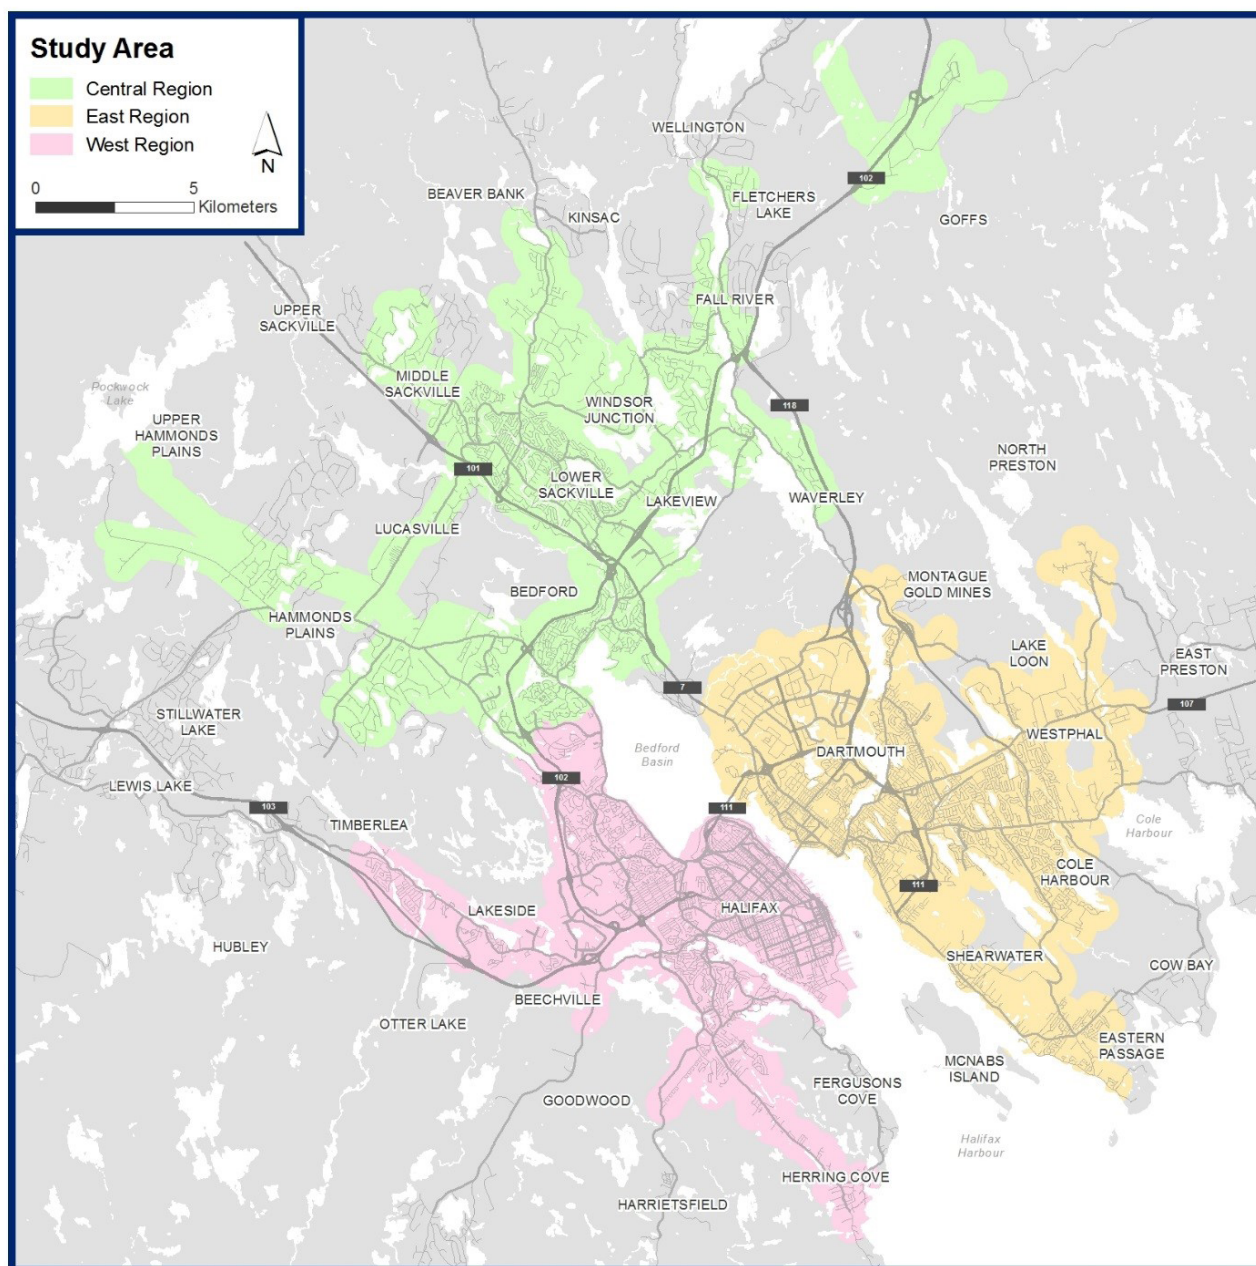 Study Area
Central Region
East Region
West Region
N
0 5
Kilometers
WELLINGTON
102
BEAVER BANK
FLETCHERS
LAKE
KINSAC
GOFFS
FALL RIVER
UPPER
SACKVILLE
MIDDLE
SACKVILLE
Pockwock
Lake
WINDSOR
JUNCTION
118
UPPER
HAMMONDS
PLAINS
NORTH
PRESTON
101
LOWER
SACKVILLE
LAKEVIEW
WAVERLEY
LUCASVILLE
BEDFORD
MONTAGUE
GOLD MINES
HAMMONDS
PLAINS
LAKE
LOON
EAST
PRESTON
7
107
STILLWATER
LAKE
WESTPHAL
Bedford
Basin
DARTMOUTH
102
LEWIS LAKE
103
111
TIMBERLEA
Cole
Harbour
COLE
HARBOUR
111
LAKESIDE
HALIFAX
HUBLEY
SHEARWATER
COW BAY
BEECHVILLE
OTTER LAKE
EASTERN
PASSAGE
MCNABS
ISLAND
FERGUSONS
COVE
GOODWOOD
Halifax
Harbour
HERRING COVE
HARRIETSFIELD